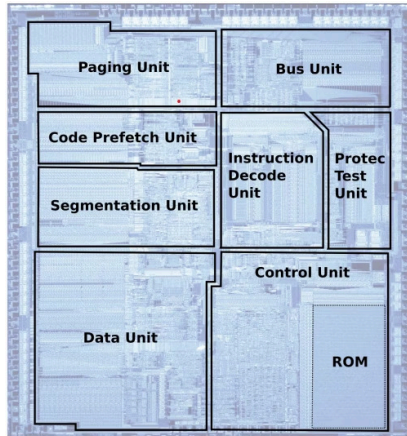 Paging Unit
Bus Unit
Code Prefetch Unit
Instruction
Decode
Unit
Protec
Test
Unit
Segmentation Unit
Control Unit
Data Unit
ROM